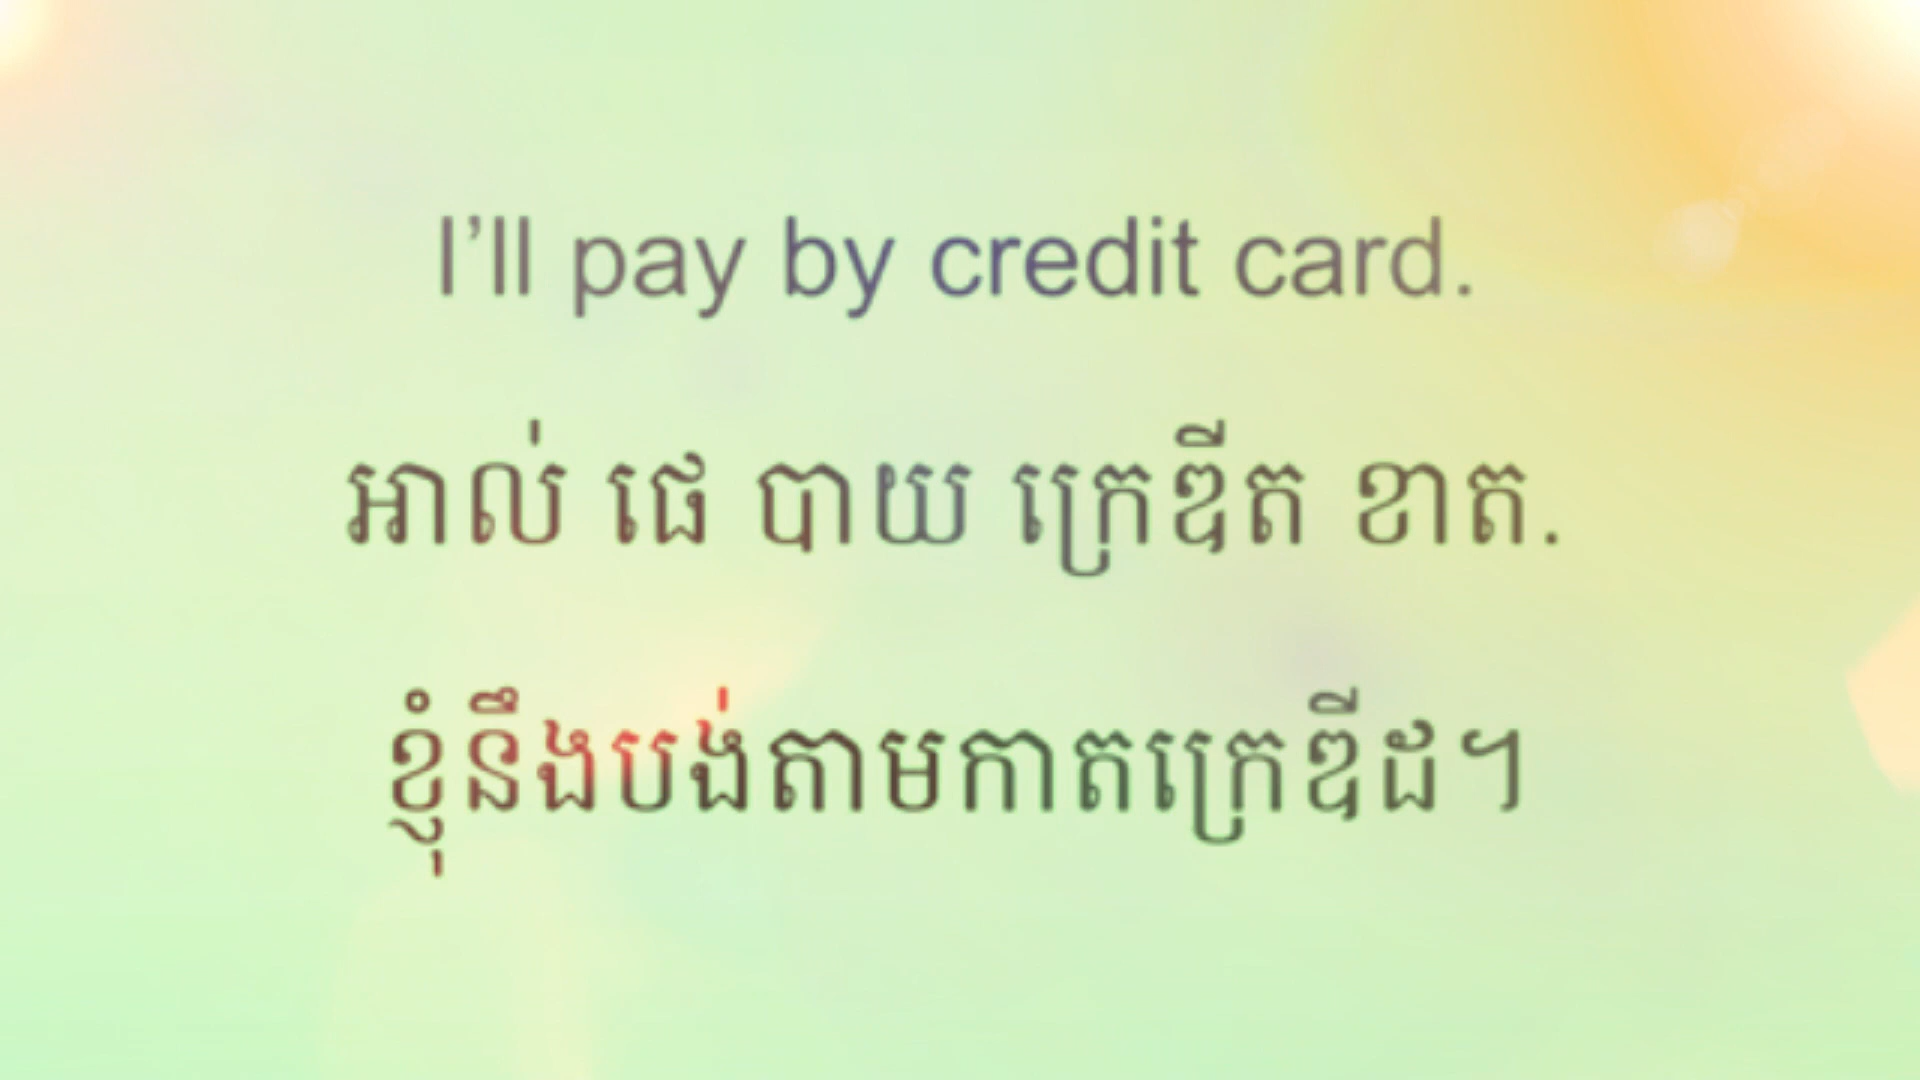 I’ll pay by credit card.
អាល់ ផេ បាយ ក្រេឌីត ខាត.
ខ្ញុំនឹងបង់តាមកាតក្រេឌីដ។